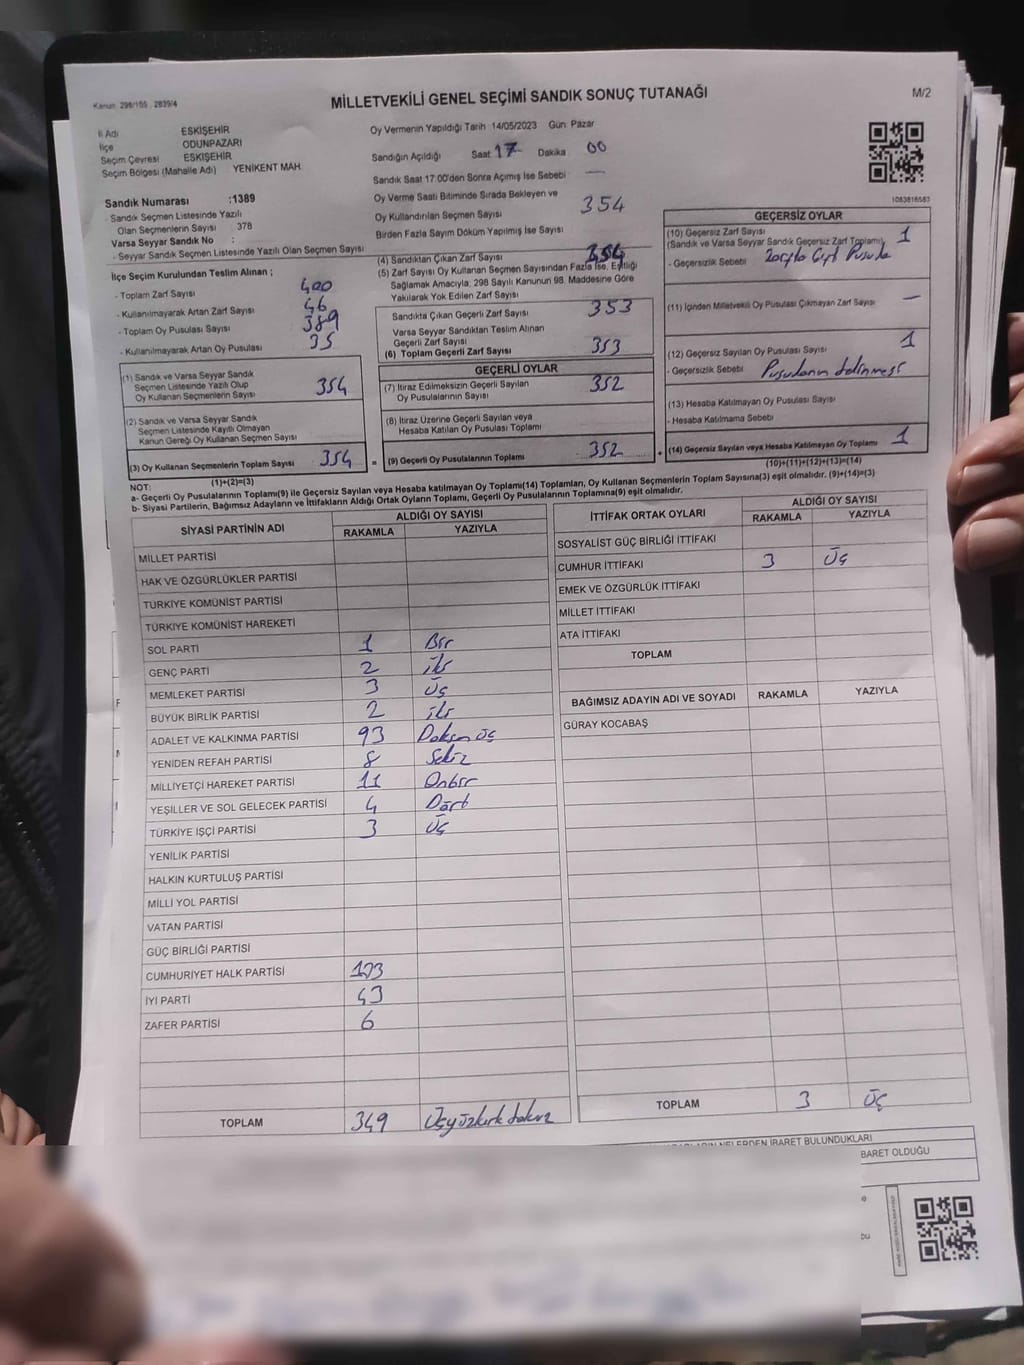 Kanun: 298/105 , 2839/4
MİLLETVEKİLİ GENEL SEÇİMİ SANDIK SONUÇ TUTANAĞI
M/2
İl Adı ESKİŞEHİR
İlçe ODUNPAZARI
Seçim Çevresi ESKİŞEHİR
Seçim Bölgesi (Mahalle Adı) YENİKENT MAH.
Sandık Numarası :1389
- Sandık Seçmen Listesinde Yazılı
Olan Seçmenlerin Sayısı 378
Varsa Seyyar Sandık No :
- Seyyar Sandık Seçmen Listesinde Yazılı Olan Seçmen Sayısı
İlçe Seçim Kurulundan Teslim Alınan ;
- Toplam Zarf Sayısı 400
- Kullanılmayarak Artan Zarf Sayısı 46
- Toplam Oy Pusulası Sayısı 389
- Kullanılmayarak Artan Oy Pusulası 35
(1) Sandık ve Varsa Seyyar Sandık
Seçmen Listesinde Yazılı Olup
Oy Kullanan Seçmenlerin Sayısı 354
(2) Sandık ve Varsa Seyyar Sandık
Seçmen Listesinde Kayıtlı Olmayan
Kanun Gereği Oy Kullanan Seçmen Sayısı
(3) Oy Kullanan Seçmenlerin Toplam Sayısı 354
(1)+(2)=(3)
Oy Vermenin Yapıldığı Tarih 14/05/2023 Gün Pazar
Sandığın Açıldığı Saat 17 Dakika 00
Sandık Saat 17.00'den Sonra Açımış İse Sebebi —
Oy Verme Saati Bitiminde Sırada Bekleyen ve
Oy Kullandırılan Seçmen Sayısı 354
Birden Fazla Sayım Döküm Yapılmış İse Sayısı
(4) Sandıktan Çıkan Zarf Sayısı 354
(5) Zarf Sayısı Oy Kullanan Seçmen Sayısından Fazla İse, Eşitliği
Sağlamak Amacıyla, 298 Sayılı Kanunun 98. Maddesine Göre
Yakılarak Yok Edilen Zarf Sayısı
Sandıkta Çıkan Geçerli Zarf Sayısı 353
Varsa Seyyar Sandıktan Teslim Alınan
Geçerli Zarf Sayısı
(6) Toplam Geçerli Zarf Sayısı 353
GEÇERLİ OYLAR
(7) İtiraz Edilmeksizin Geçerli Sayılan
Oy Pusulalarının Sayısı 352
(8) İtiraz Üzerine Geçerli Sayılan veya
Hesaba Katılan Oy Pusulası Toplamı
= (9) Geçerli Oy Pusulalarının Toplamı : 352
1083816583
GEÇERSİZ OYLAR
(10) Geçersiz Zarf Sayısı
(Sandık ve Varsa Seyyar Sandık Geçersiz Zarf Toplamı) 1
- Geçersizlik Sebebi Zarfta Çift Pusula
(11) İçinden Milletvekili Oy Pusulası Çıkmayan Zarf Sayısı —
(12) Geçersiz Sayılan Oy Pusulası Sayısı 1
- Geçersizlik Sebebi Pusulanın delinmesi
(13) Hesaba Katılmayan Oy Pusulası Sayısı
- Hesaba Katılmama Sebebi
+ (14) Geçersiz Sayılan veya Hesaba Katılmayan Oy Toplamı 1
(10)+(11)+(12)+(13)=(14)
NOT:
a- Geçerli Oy Pusulalarının Toplamı(9) ile Geçersiz Sayılan veya Hesaba katılmayan Oy Toplamı(14) Toplamları, Oy Kullanan Seçmenlerin Toplam Sayısına(3) eşit olmalıdır. (9)+(14)=(3)
b- Siyasi Partilerin, Bağımsız Adayların ve İttifakların Aldığı Ortak Oyların Toplamı, Geçerli Oy Pusulalarının Toplamına(9) eşit olmalıdır.
SİYASİ PARTİNİN ADI ALDIĞI OY SAYISI
RAKAMLA YAZIYLA
MİLLET PARTİSİ
HAK VE ÖZGÜRLÜKLER PARTİSİ
TÜRKİYE KOMÜNİST PARTİSİ
TÜRKİYE KOMÜNİST HAREKETİ
SOL PARTİ 1 Bir
GENÇ PARTİ 2 iki
MEMLEKET PARTİSİ 3 Üç
BÜYÜK BİRLİK PARTİSİ 2 iki
ADALET VE KALKINMA PARTİSİ 93 Doksan üç
YENİDEN REFAH PARTİSİ 8 Sekiz
MİLLİYETÇİ HAREKET PARTİSİ 11 Onbir
YEŞİLLER VE SOL GELECEK PARTİSİ 4 Dört
TÜRKİYE İŞÇİ PARTİSİ 3 Üç
YENİLİK PARTİSİ
HALKIN KURTULUŞ PARTİSİ
MİLLİ YOL PARTİSİ
VATAN PARTİSİ
GÜÇ BİRLİĞİ PARTİSİ
CUMHURİYET HALK PARTİSİ 173
İYİ PARTİ 43
ZAFER PARTİSİ 6
TOPLAM 349 Üçyüzkırk dokuz
İTTİFAK ORTAK OYLARI ALDIĞI OY SAYISI
RAKAMLA YAZIYLA
SOSYALİST GÜÇ BİRLİĞİ İTTİFAKI
CUMHUR İTTİFAKI 3 Üç
EMEK VE ÖZGÜRLÜK İTTİFAKI
MİLLET İTTİFAKI
ATA İTTİFAKI
TOPLAM
BAĞIMSIZ ADAYIN ADI VE SOYADI RAKAMLA YAZIYLA
GÜRAY KOCABAŞ
TOPLAM 3 Üç
NELERDEN İBARET BULUNDUKLARI
BARET OLDUĞU